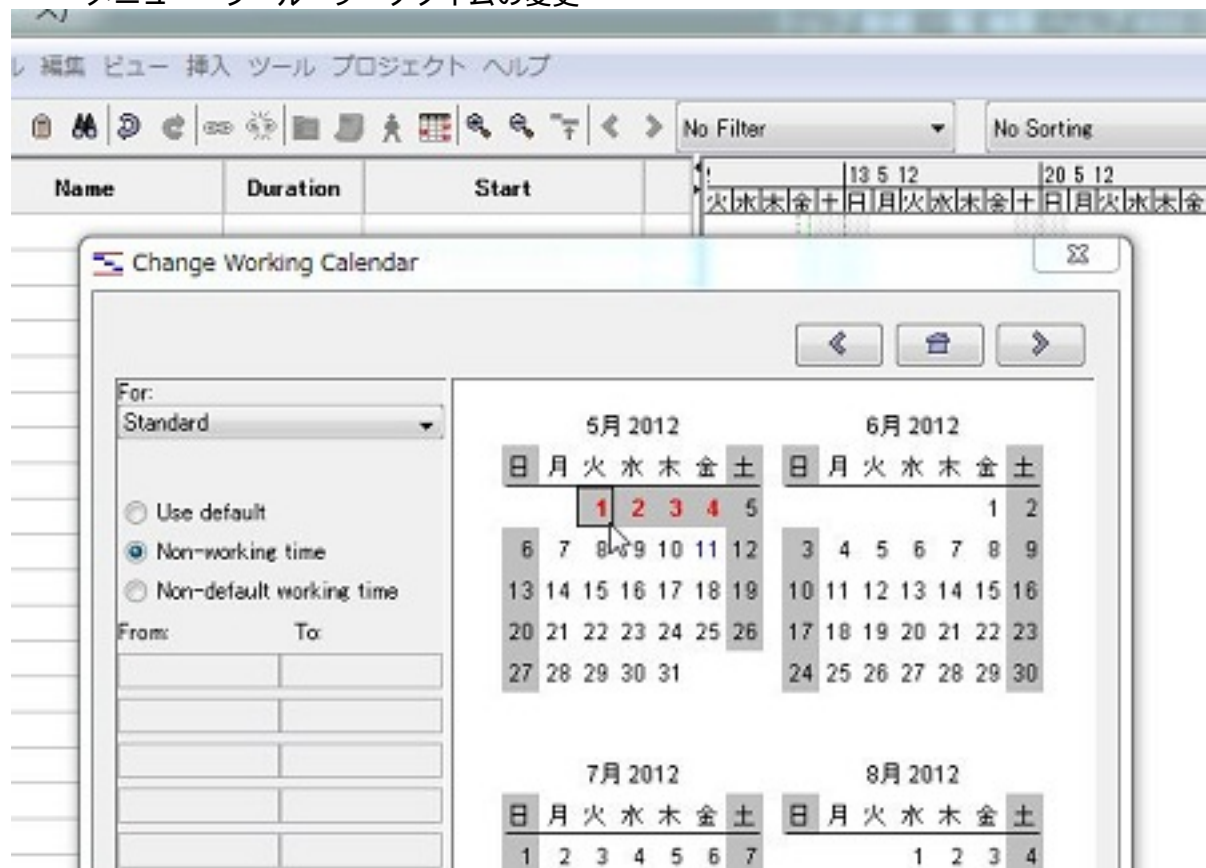 ル 編集 ビュー 挿入 ツール プロジェクト ヘルプ
No Filter No Sorting
Name Duration Start 13 5 12 20 5 12
火 水 木 金 土 日 月 火 水 木 金 土 日 月 火 水 木 金
Change Working Calendar
For:
Standard
Use default
Non-working time
Non-default working time
From: To:
5月 2012
日 月 火 水 木 金 土
1 2 3 4 5
6 7 8 9 10 11 12
13 14 15 16 17 18 19
20 21 22 23 24 25 26
27 28 29 30 31
6月 2012
日 月 火 水 木 金 土
1 2
3 4 5 6 7 8 9
10 11 12 13 14 15 16
17 18 19 20 21 22 23
24 25 26 27 28 29 30
7月 2012
日 月 火 水 木 金 土
1 2 3 4 5 6 7
8月 2012
日 月 火 水 木 金 土
1 2 3 4